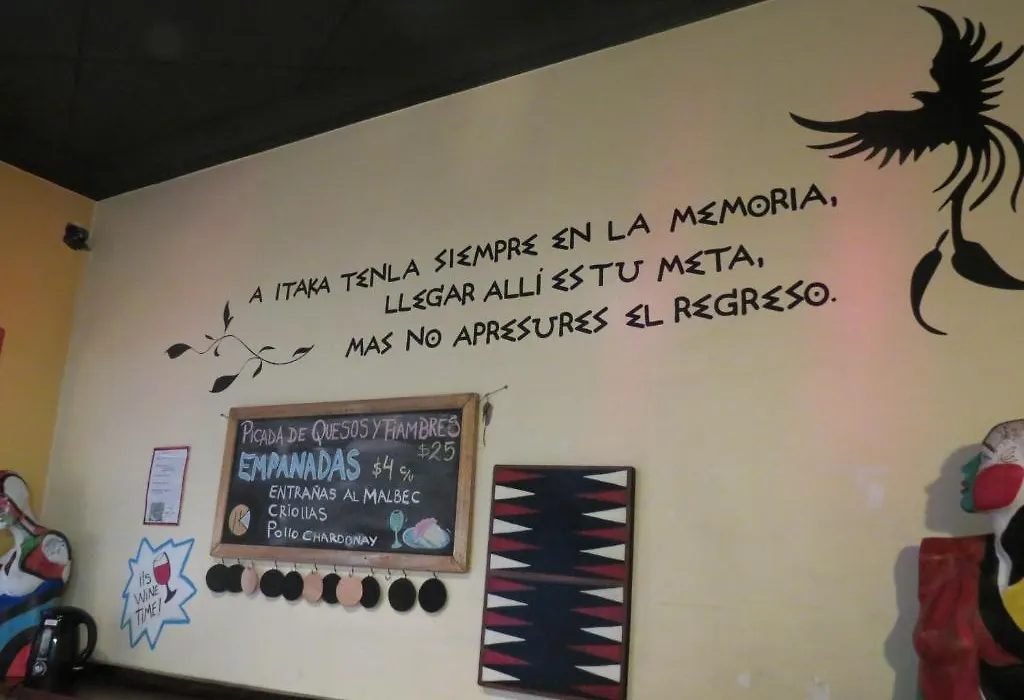 A ITAKA TENLA SIEMPRE EN LA MEMORIA,
LLEGAR ALLÍ ES TU META,
MAS NO APRESURES EL REGRESO.
PICADA DE QUESOS Y FIAMBRES
$25
EMPANADAS $4 c/u
ENTRAÑAS AL MALBEC
CRIOllAS
Pollo CHARDONAY
It's
WINE
TIME!